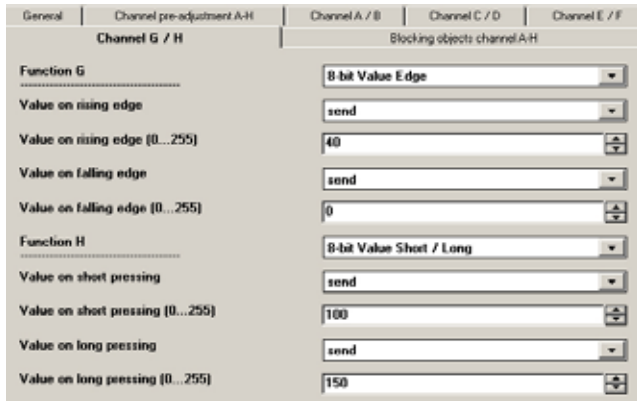 General Channel pre-adjustment A-H Channel A / B Channel C / D Channel E / F
Channel G / H Blocking objects channel A-H
Function G 8-bit Value Edge
Value on rising edge send
Value on rising edge (0...255) 40
Value on falling edge send
Value on falling edge (0...255) 0
Function H 8-bit Value Short / Long
Value on short pressing send
Value on short pressing (0...255) 100
Value on long pressing send
Value on long pressing (0...255) 150